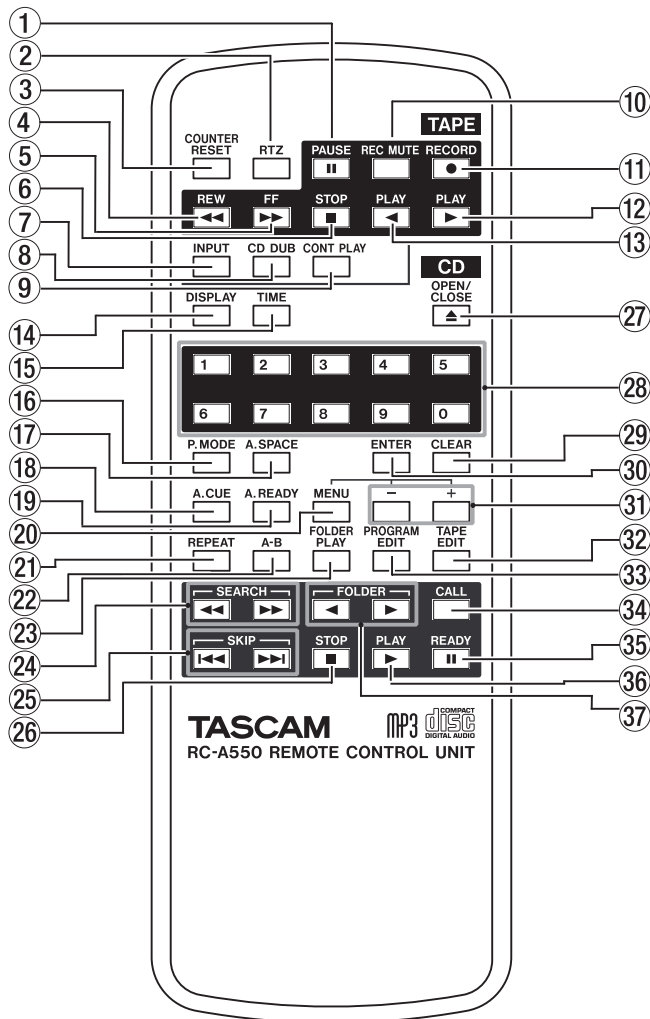 1
2
3
4
5
6
7
8
9
10
11
12
13
14
15
16
17
18
19
20
21
22
23
24
25
26
27
28
29
30
31
32
33
34
35
36
37
TAPE
COUNTER
RESET
RTZ
PAUSE
REC MUTE
RECORD
REW
FF
STOP
PLAY
PLAY
INPUT
CD DUB
CONT PLAY
CD
OPEN/
CLOSE
DISPLAY
TIME
1 2 3 4 5
6 7 8 9 0
P.MODE
A.SPACE
ENTER
CLEAR
A.CUE
A.READY
MENU
− +
REPEAT
A-B
FOLDER
PLAY
PROGRAM
EDIT
TAPE
EDIT
SEARCH
FOLDER
CALL
SKIP
STOP
PLAY
READY
TASCAM
MP3
COMPACT
disc
DIGITAL AUDIO
RC-A550 REMOTE CONTROL UNIT